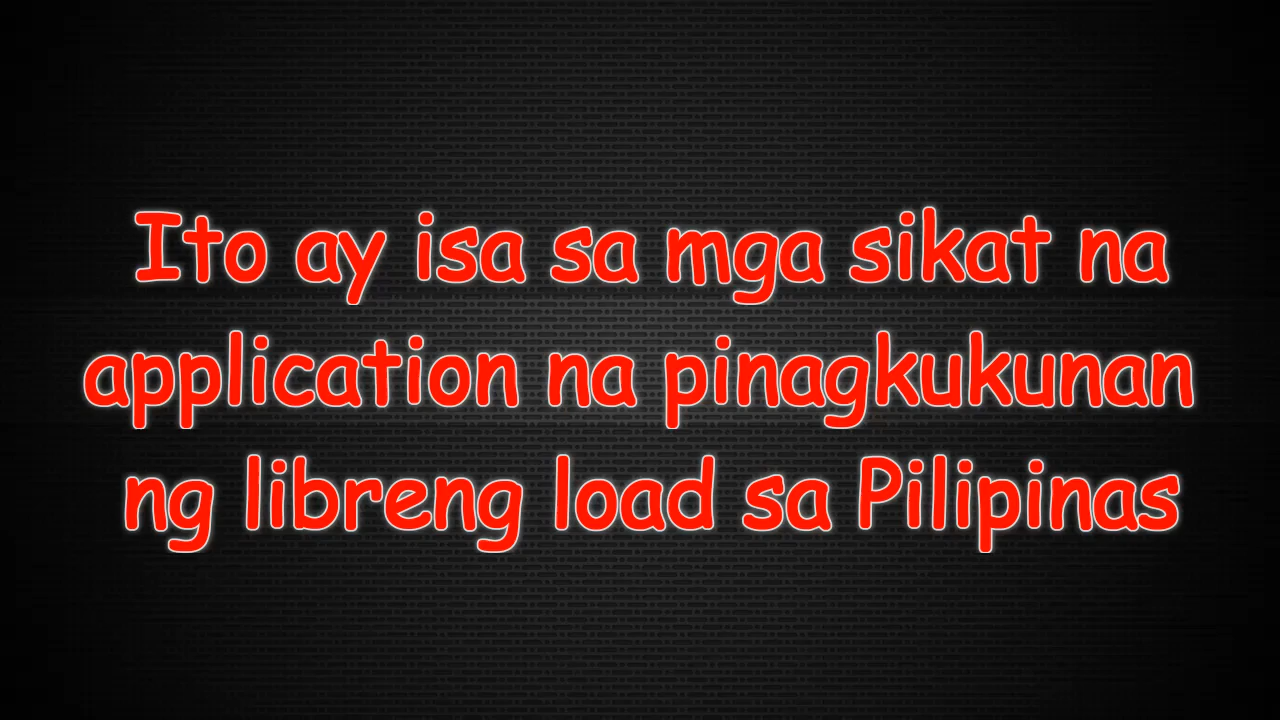 Ito ay isa sa mga sikat na
application na pinagkukunan
ng libreng load sa Pilipinas